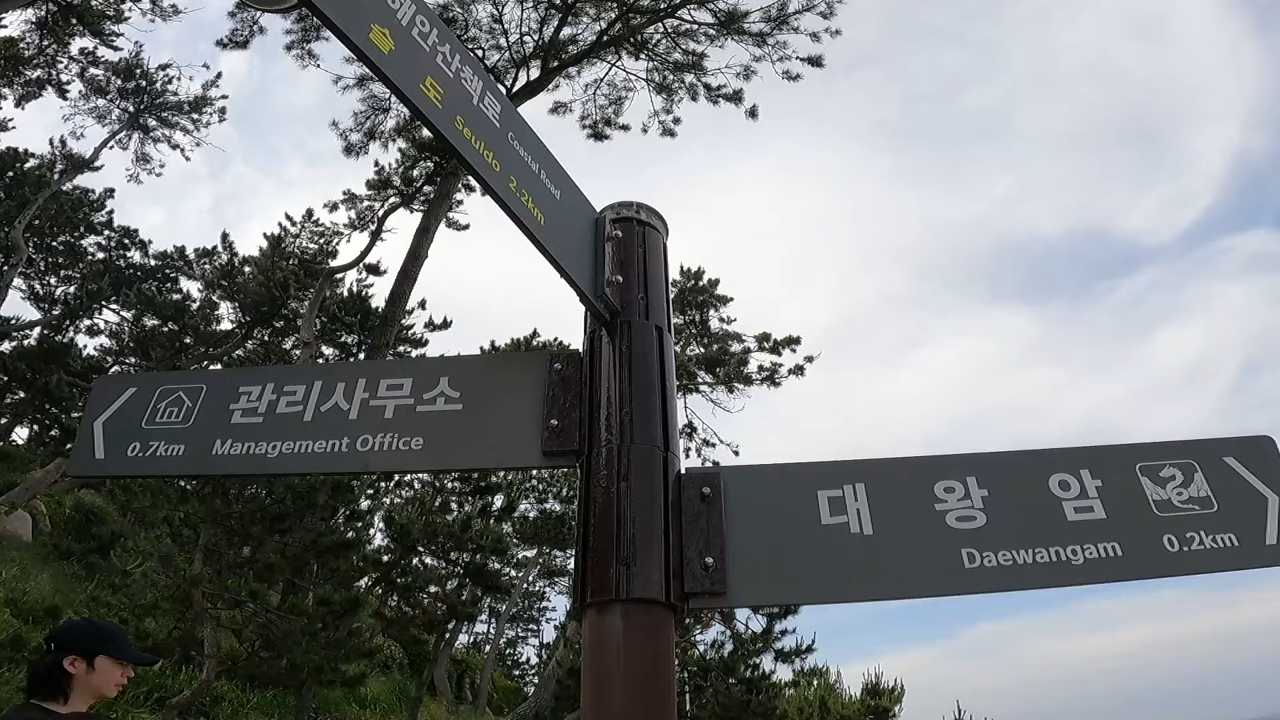 해안산책로 Coastal Road
슬 도
Seuldo 2.2km
관리사무소
0.7km Management Office
대 왕 암
Daewangam 0.2km